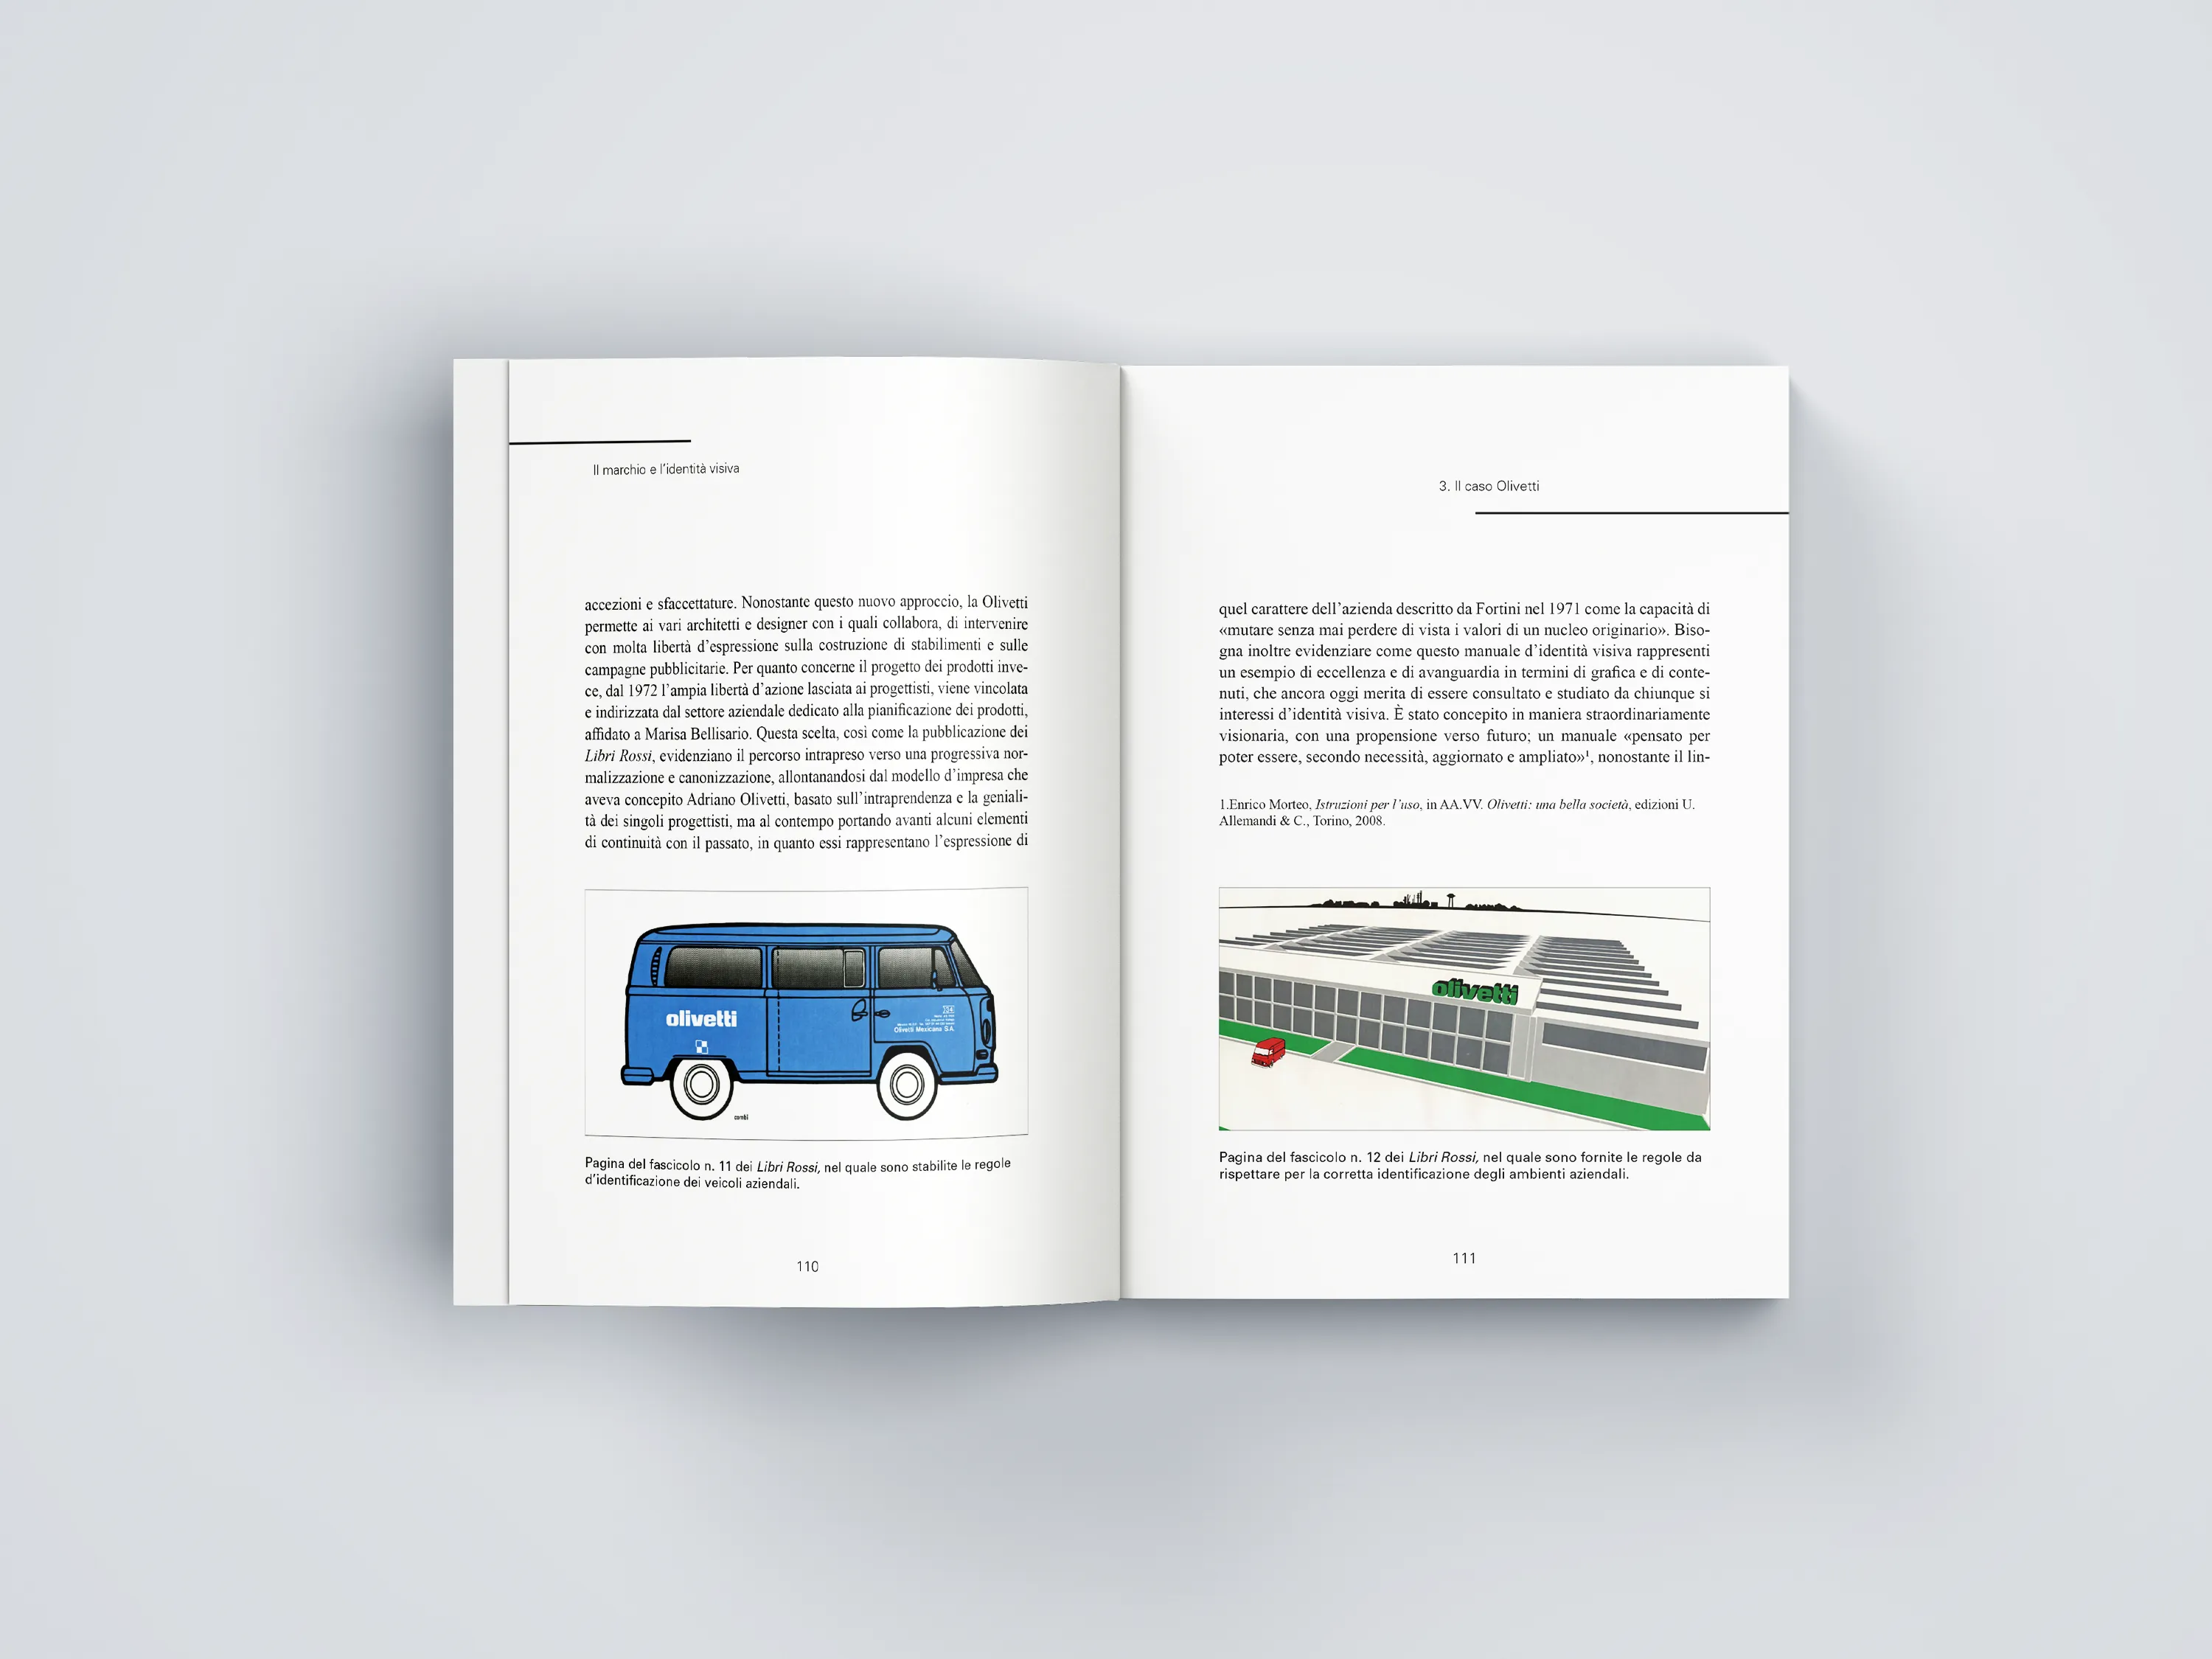 Il marchio e l'identità visiva
accezioni e sfaccettature. Nonostante questo nuovo approccio, la Olivetti
permette ai vari architetti e designer con i quali collabora, di intervenire
con molta libertà d'espressione sulla costruzione di stabilimenti e sulle
campagne pubblicitarie. Per quanto concerne il progetto dei prodotti inve-
ce, dal 1972 l'ampia libertà d'azione lasciata ai progettisti, viene vincolata
e indirizzata dal settore aziendale dedicato alla pianificazione dei prodotti,
affidato a Marisa Bellisario. Questa scelta, così come la pubblicazione dei
Libri Rossi, evidenziano il percorso intrapreso verso una progressiva nor-
malizzazione e canonizzazione, allontanandosi dal modello d'impresa che
aveva concepito Adriano Olivetti, basato sull'intraprendenza e la geniali-
tà dei singoli progettisti, ma al contempo portando avanti alcuni elementi
di continuità con il passato, in quanto essi rappresentano l'espressione di
olivetti
Olivetti Mexicana S.A.
combi
Pagina del fascicolo n. 11 dei Libri Rossi, nel quale sono stabilite le regole
d'identificazione dei veicoli aziendali.
110
3. Il caso Olivetti
quel carattere dell'azienda descritto da Fortini nel 1971 come la capacità di
«mutare senza mai perdere di vista i valori di un nucleo originario». Biso-
gna inoltre evidenziare come questo manuale d'identità visiva rappresenti
un esempio di eccellenza e di avanguardia in termini di grafica e di conte-
nuti, che ancora oggi merita di essere consultato e studiato da chiunque si
interessi d'identità visiva. È stato concepito in maniera straordinariamente
visionaria, con una propensione verso futuro; un manuale «pensato per
poter essere, secondo necessità, aggiornato e ampliato»¹, nonostante il lin-
1.Enrico Morteo, Istruzioni per l'uso, in AA.VV. Olivetti: una bella società, edizioni U.
Allemandi & C., Torino, 2008.
olivetti
Pagina del fascicolo n. 12 dei Libri Rossi, nel quale sono fornite le regole da
rispettare per la corretta identificazione degli ambienti aziendali.
111